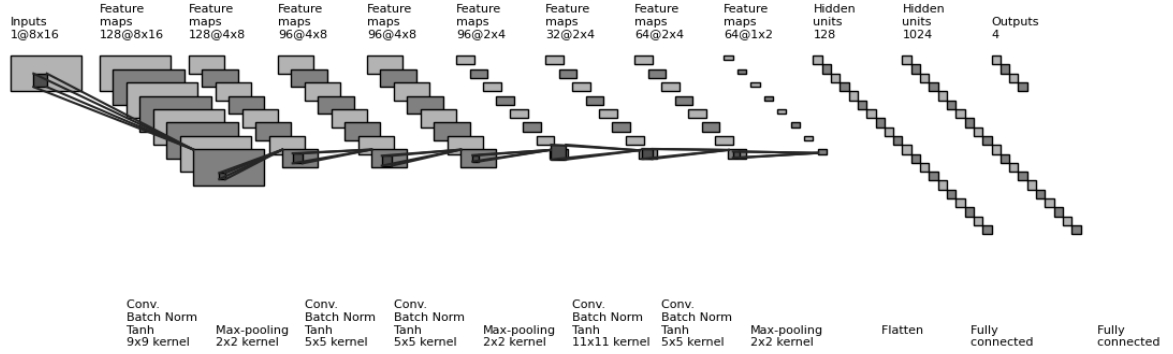 Inputs
1@8x16
Feature
maps
128@8x16
Feature
maps
128@4x8
Feature
maps
96@4x8
Feature
maps
96@4x8
Feature
maps
96@2x4
Feature
maps
32@2x4
Feature
maps
64@2x4
Feature
maps
64@1x2
Hidden
units
128
Hidden
units
1024
Outputs
4
Conv.
Batch Norm
Tanh
9x9 kernel
Max-pooling
2x2 kernel
Conv.
Batch Norm
Tanh
5x5 kernel
Conv.
Batch Norm
Tanh
5x5 kernel
Max-pooling
2x2 kernel
Conv.
Batch Norm
Tanh
11x11 kernel
Conv.
Batch Norm
Tanh
5x5 kernel
Max-pooling
2x2 kernel
Flatten
Fully
connected
Fully
connected